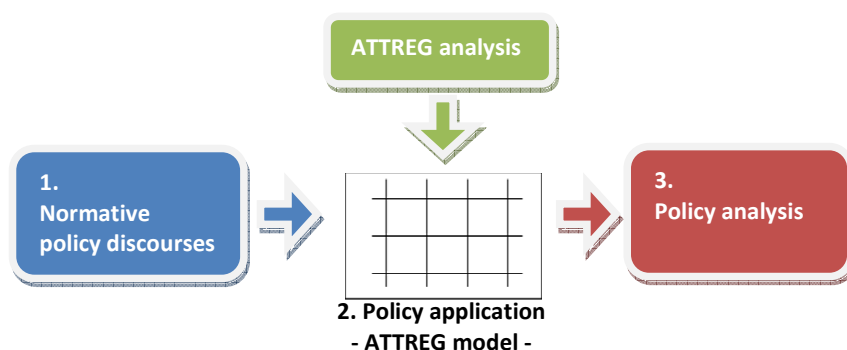 ATTREG analysis
1.
Normative
policy discourses
2. Policy application
- ATTREG model -
3.
Policy analysis